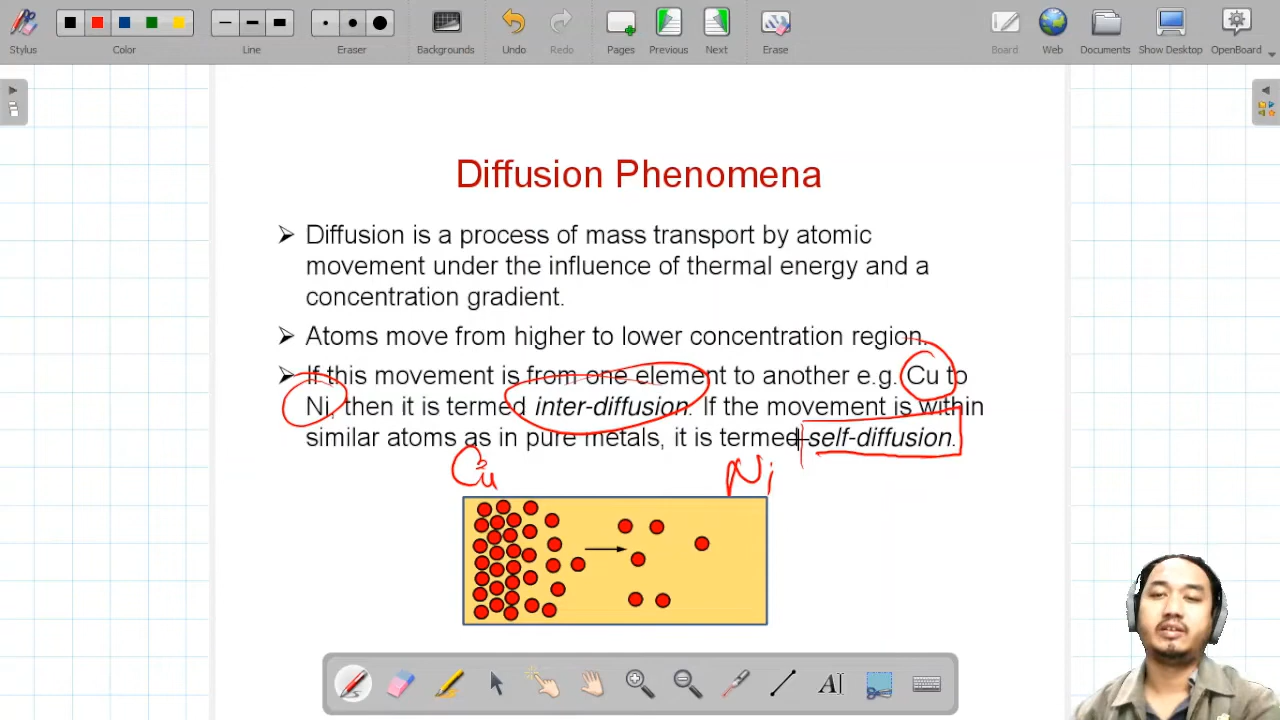 Stylus
Color
Line
Eraser
Backgrounds
Undo
Redo
Pages
Previous
Next
Erase
Board
Web
Documents
Show Desktop
OpenBoard
Diffusion Phenomena
➢ Diffusion is a process of mass transport by atomic
movement under the influence of thermal energy and a
concentration gradient.
➢ Atoms move from higher to lower concentration region.
➢ If this movement is from one element to another e.g. Cu to
Ni, then it is termed inter-diffusion. If the movement is within
similar atoms as in pure metals, it is termed self-diffusion.
Cu
Ni
AI